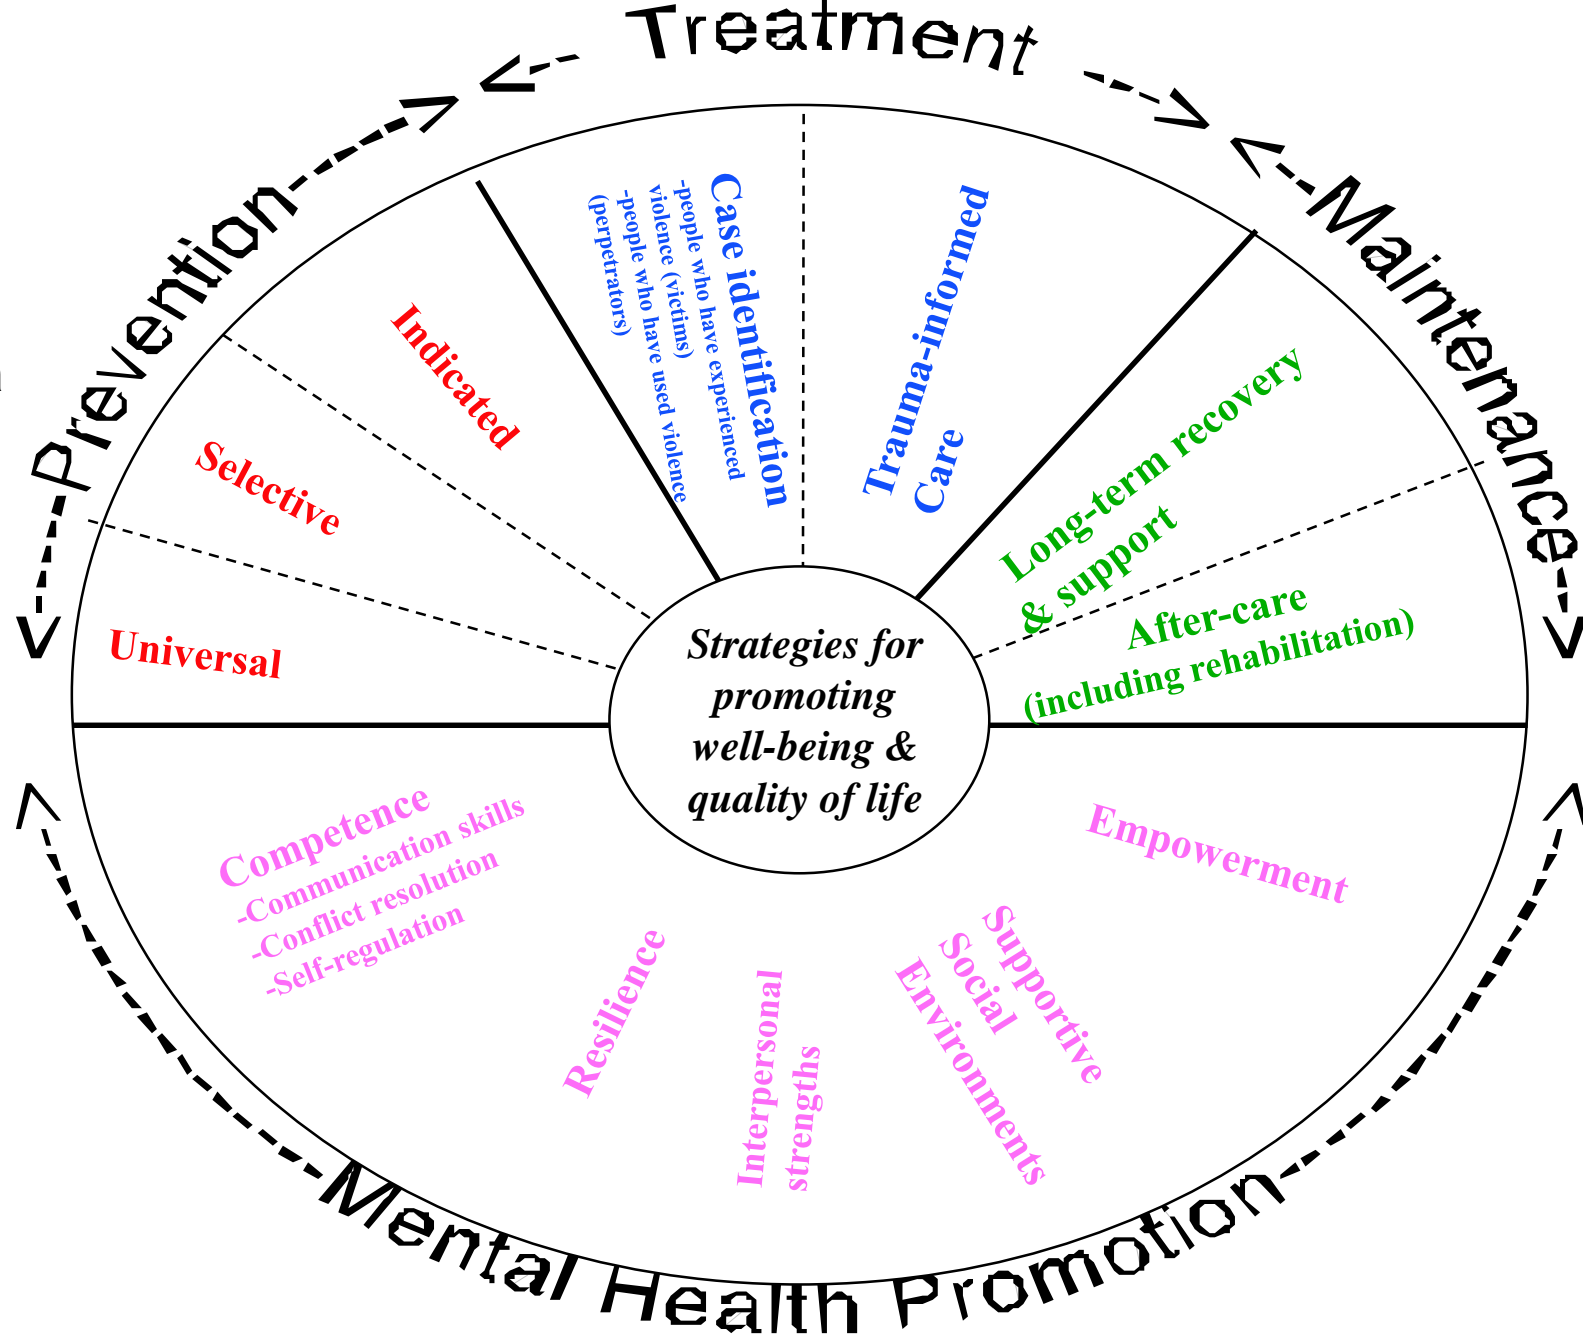 Treatment
Prevention
Maintenance
Mental Health Promotion
Universal
Selective
Indicated
Case identification
-people who have experienced
violence (victims)
-people who have used violence
(perpetrators)
Trauma-informed
Care
Long-term recovery
& support
After-care
(including rehabilitation)
Strategies for
promoting
well-being &
quality of life
Competence
-Communication skills
-Conflict resolution
-Self-regulation
Resilience
Interpersonal
strengths
Supportive
Social
Environments
Empowerment